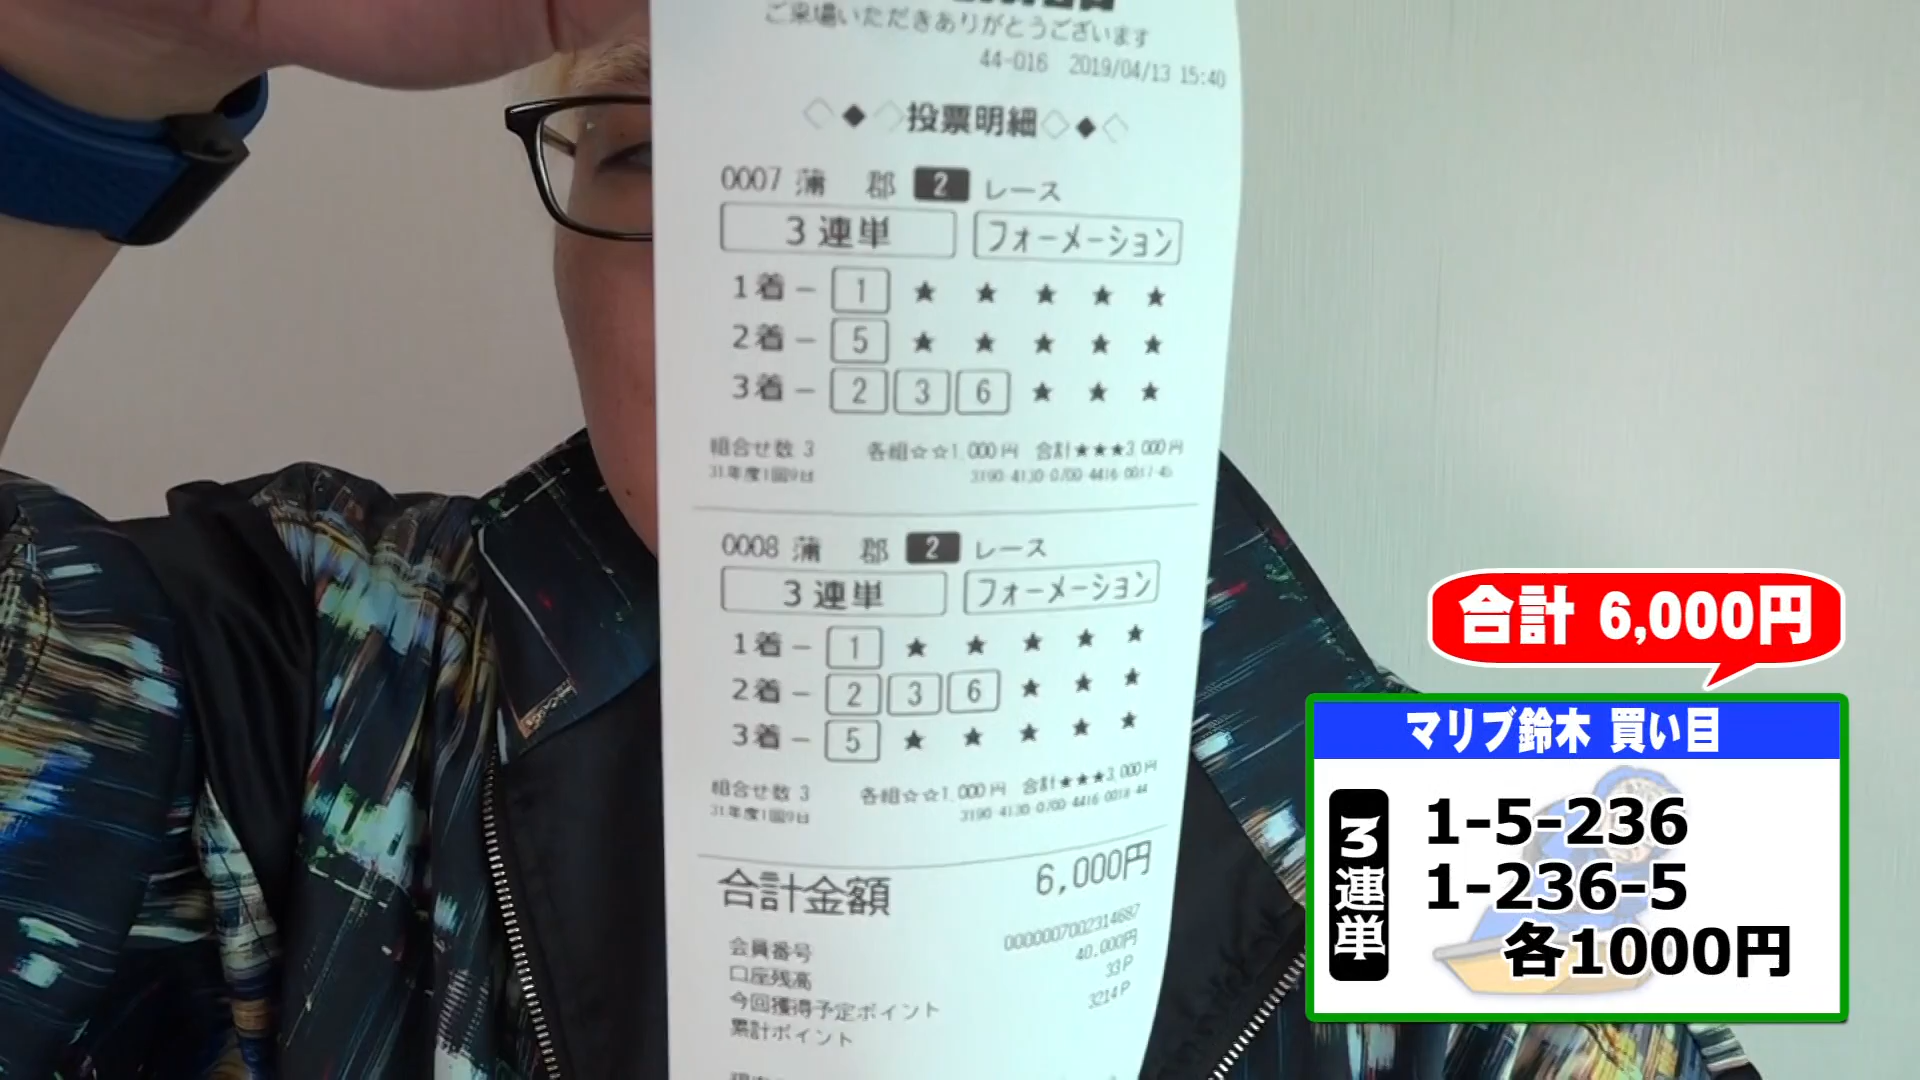 ご来場いただきありがとうございます
44-016 2019/04/13 15:40
◇◆◇投票明細◇◆◇
0007 蒲 郡 2 レース
3連単 フォーメーション
1着 － 1 ★ ★ ★ ★ ★
2着 － 5 ★ ★ ★ ★ ★
3着 － 2 3 6 ★ ★ ★
組合せ数 3 各組☆☆1,000円 合計★★★3,000円
31年度1回9日
0008 蒲 郡 2 レース
3連単 フォーメーション
1着 － 1 ★ ★ ★ ★ ★
2着 － 2 3 6 ★ ★ ★
3着 － 5 ★ ★ ★ ★ ★
組合せ数 3 各組☆☆1,000円 合計★★★3,000円
31年度1回9日 3190-4130-0700-4416-0018-44
合計金額 6,000円
会員番号 0000007002314687
口座残高 40,000円
今回獲得予定ポイント 33P
累計ポイント 3214P
合計 6,000円
マリブ鈴木 買い目
3連単
1-5-236
1-236-5
各1000円